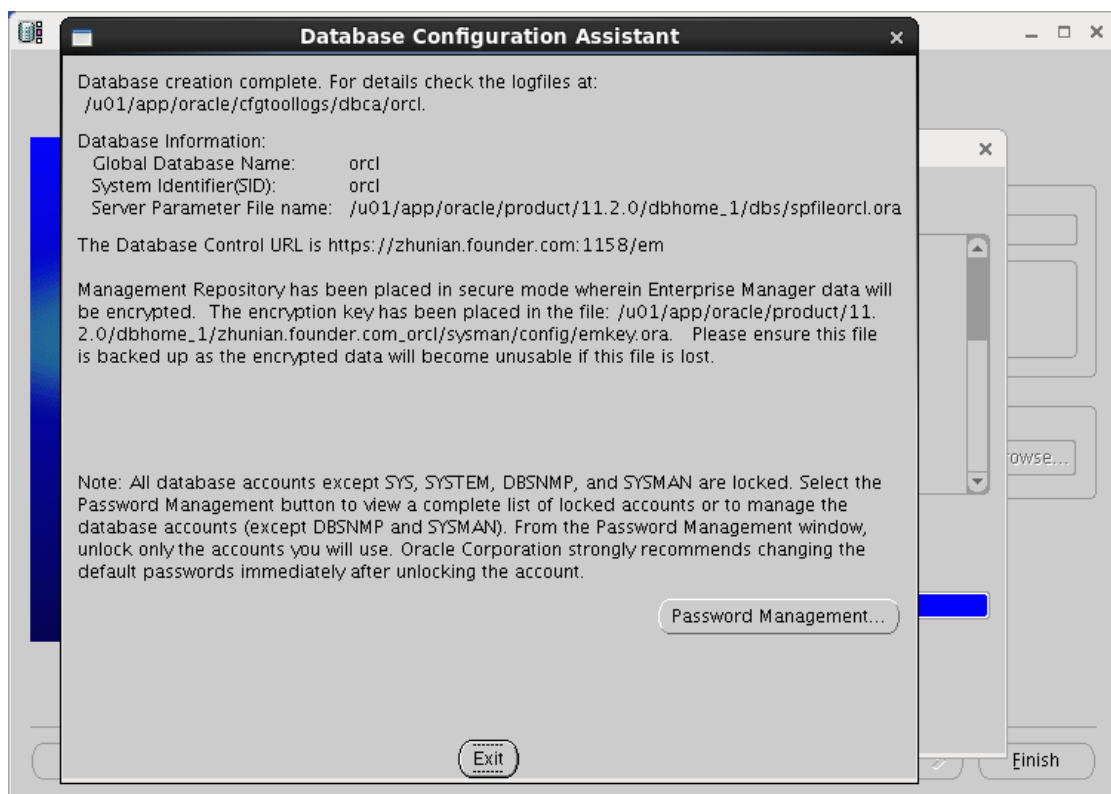 Database Configuration Assistant
Database creation complete. For details check the logfiles at:
/u01/app/oracle/cfgtoollogs/dbca/orcl.
Database Information:
Global Database Name: orcl
System Identifier(SID): orcl
Server Parameter File name: /u01/app/oracle/product/11.2.0/dbhome_1/dbs/spfileorcl.ora
The Database Control URL is https://zhunian.founder.com:1158/em
Management Repository has been placed in secure mode wherein Enterprise Manager data will
be encrypted. The encryption key has been placed in the file: /u01/app/oracle/product/11.
2.0/dbhome_1/zhunian.founder.com_orcl/sysman/config/emkey.ora. Please ensure this file
is backed up as the encrypted data will become unusable if this file is lost.
owse...
Note: All database accounts except SYS, SYSTEM, DBSNMP, and SYSMAN are locked. Select the
Password Management button to view a complete list of locked accounts or to manage the
database accounts (except DBSNMP and SYSMAN). From the Password Management window,
unlock only the accounts you will use. Oracle Corporation strongly recommends changing the
default passwords immediately after unlocking the account.
Password Management...
Exit
Finish